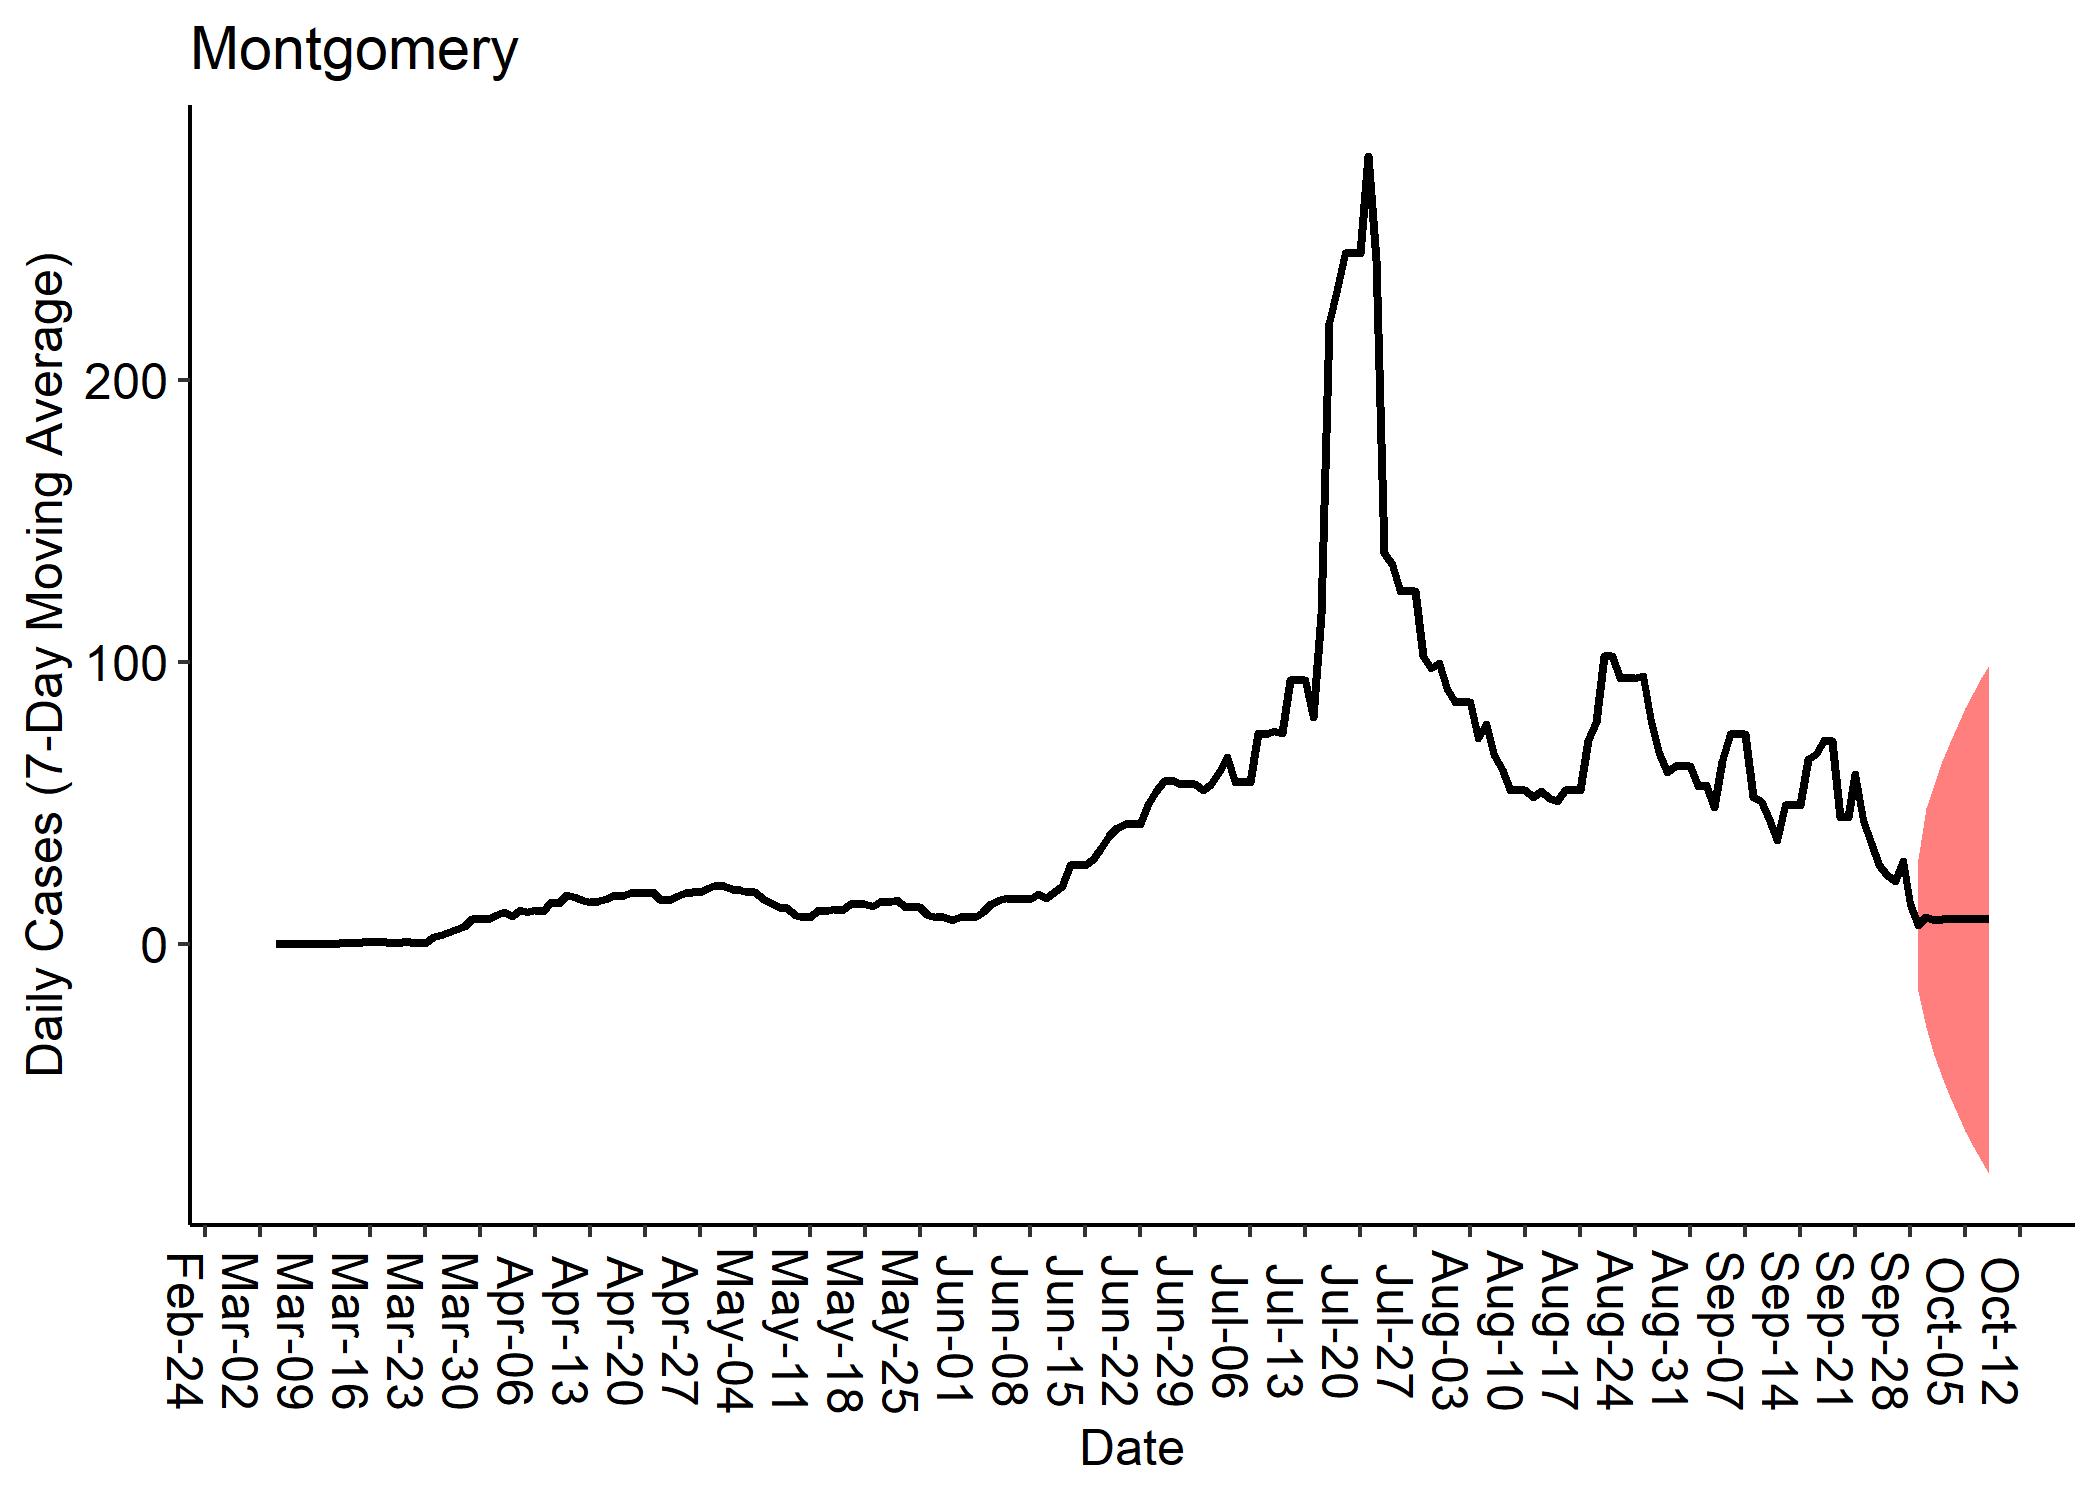 Montgomery
Daily Cases (7-Day Moving Average)
200
100
0
Feb-24
Mar-02
Mar-09
Mar-16
Mar-23
Mar-30
Apr-06
Apr-13
Apr-20
Apr-27
May-04
May-11
May-18
May-25
Jun-01
Jun-08
Jun-15
Jun-22
Jun-29
Jul-06
Jul-13
Jul-20
Jul-27
Aug-03
Aug-10
Aug-17
Aug-24
Aug-31
Sep-07
Sep-14
Sep-21
Sep-28
Oct-05
Oct-12
Date